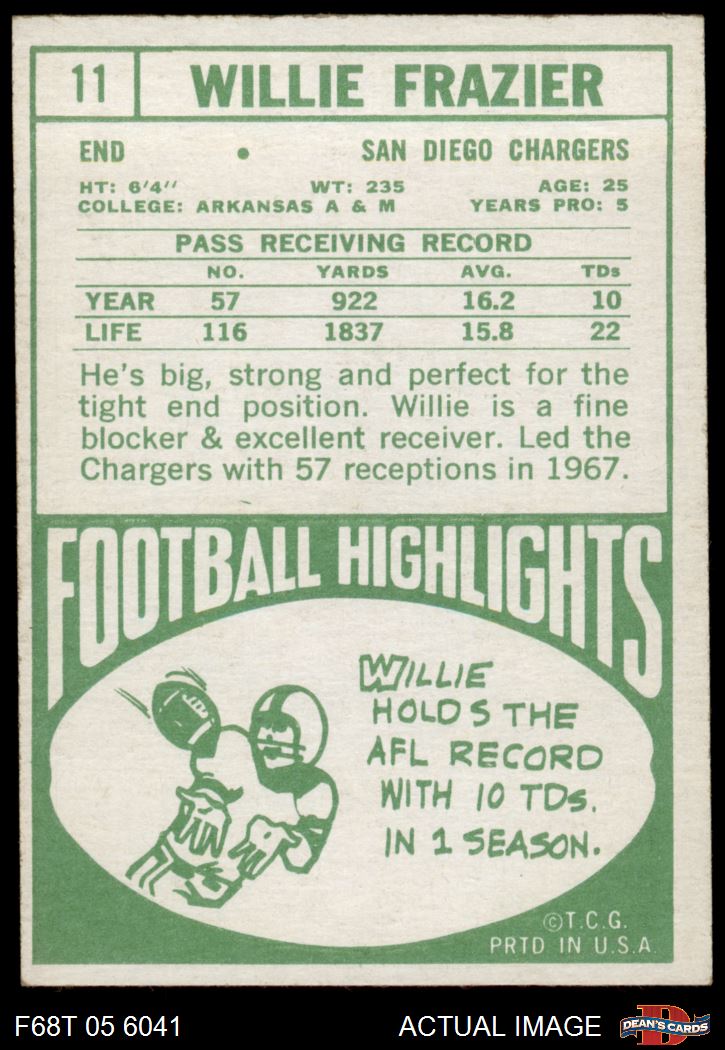 11 WILLIE FRAZIER
END • SAN DIEGO CHARGERS
HT: 6'4" WT: 235 AGE: 25
COLLEGE: ARKANSAS A & M YEARS PRO: 5
PASS RECEIVING RECORD
NO. YARDS AVG. TDs
YEAR 57 922 16.2 10
LIFE 116 1837 15.8 22
He's big, strong and perfect for the
tight end position. Willie is a fine
blocker & excellent receiver. Led the
Chargers with 57 receptions in 1967.
FOOTBALL HIGHLIGHTS
WILLIE
HOLDS THE
AFL RECORD
WITH 10 TDs.
IN 1 SEASON.
©T.C.G.
PRTD IN U.S.A.
F68T 05 6041 ACTUAL IMAGE
D
DEAN'S CARDS